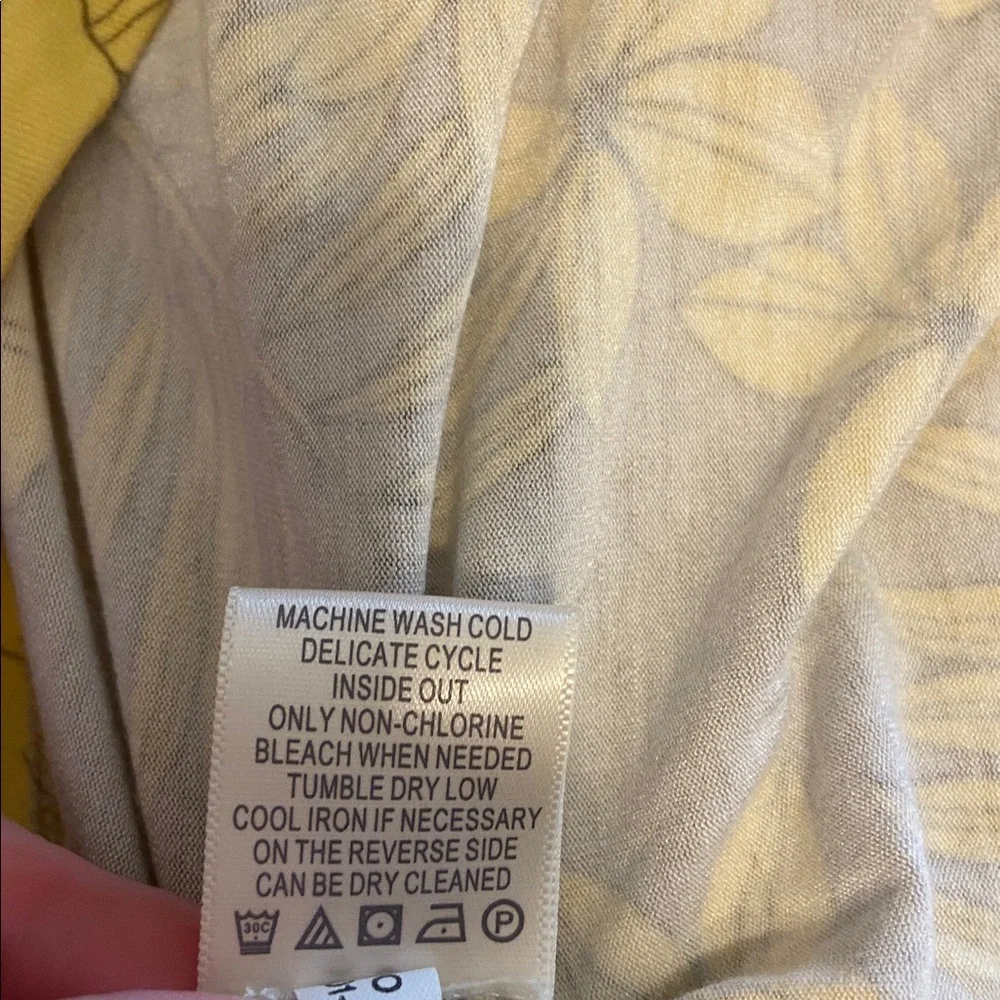 MACHINE WASH COLD
DELICATE CYCLE
INSIDE OUT
ONLY NON-CHLORINE
BLEACH WHEN NEEDED
TUMBLE DRY LOW
COOL IRON IF NECESSARY
ON THE REVERSE SIDE
CAN BE DRY CLEANED
30C P